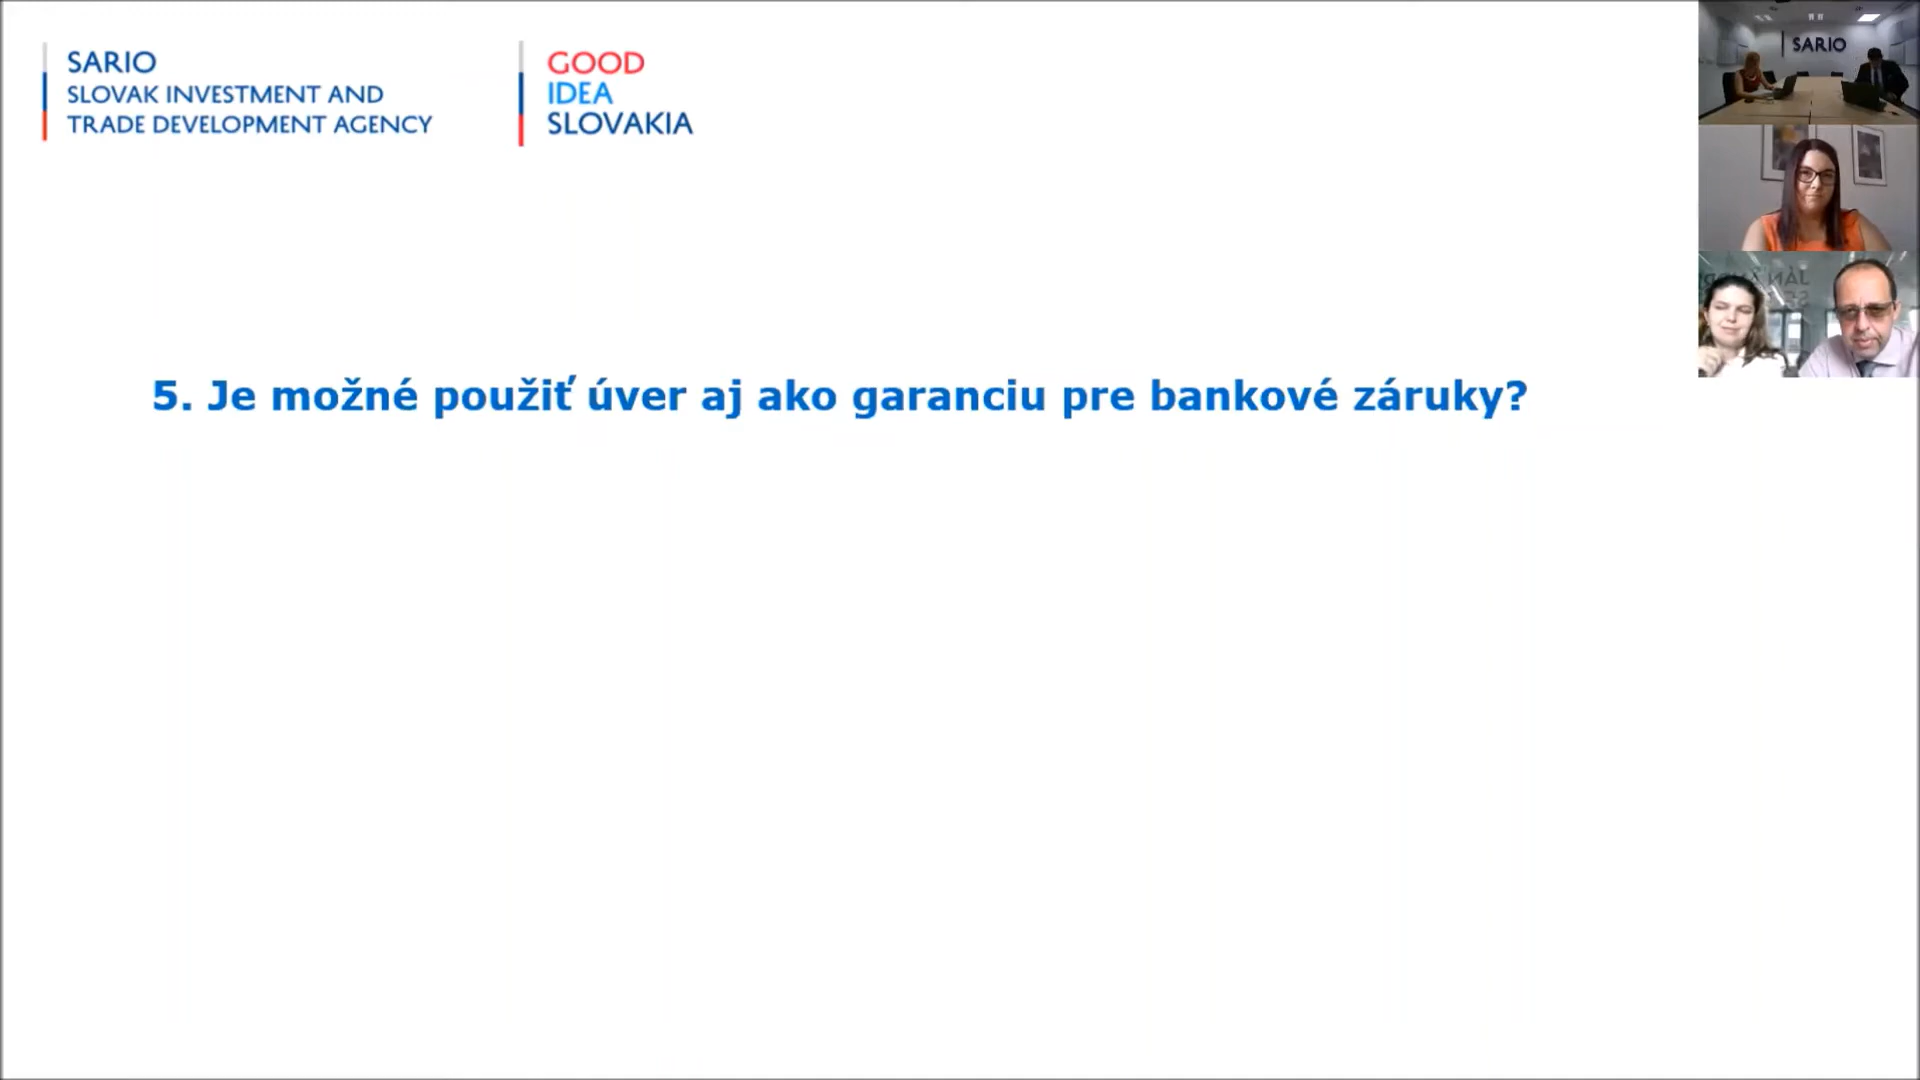 SARIO
SLOVAK INVESTMENT AND
TRADE DEVELOPMENT AGENCY
GOOD
IDEA
SLOVAKIA
SARIO
JÁN
5. Je možné použiť úver aj ako garanciu pre bankové záruky?